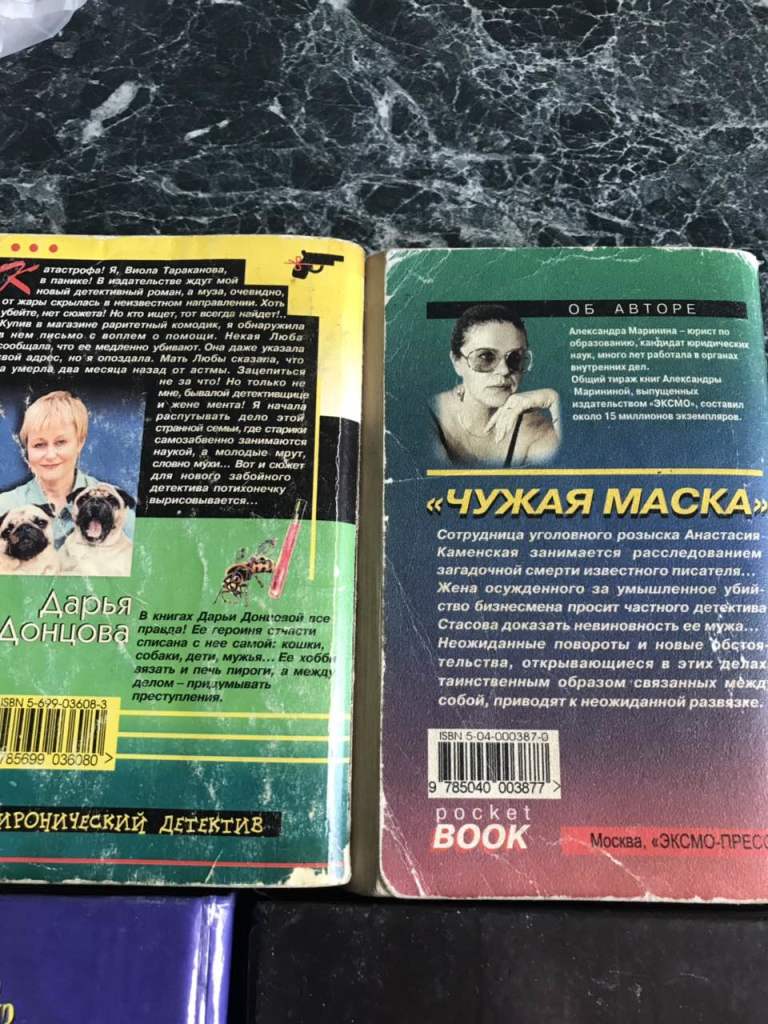 Катастрофа! Я, Виола Тараканова,
в панике! В издательстве ждут мой
новый детективный роман, а муза, очевидно,
от жары скрылась в неизвестном направлении. Хоть
убейте, нет сюжета! Но кто ищет, тот всегда найдет!..
Купив в магазине раритетный комодик, я обнаружила
в нем письмо с воплем о помощи. Некая Люба
сообщала, что ее медленно убивают. Она даже указала
свой адрес, но я опоздала. Мать Любы сказала, что
а умерла два месяца назад от астмы. Зацепиться
не за что! Но только не
мне, бывалой детективщице
и жене мента! Я начала
распутывать дело этой
странной семьи, где старики
самозабвенно занимаются
наукой, а молодые мрут,
словно мухи... Вот и сюжет
для нового забойного
детектива потихонечку
вырисовывается...
Дарья
Донцова
В книгах Дарьи Донцовой все
правда! Ее героиня отчасти
списана с нее самой: кошки,
собаки, дети, мужья... Ее хобби
вязать и печь пироги, а между
делом – придумывать
преступления.
ISBN 5-699-03608-3
785699 036080 >
ИРОНИЧЕСКИЙ ДЕТЕКТИВ
ОБ АВТОРЕ
Александра Маринина – юрист по
образованию, кандидат юридических
наук, много лет работала в органах
внутренних дел.
Общий тираж книг Александры
Марининой, выпущенных
издательством «ЭКСМО», составил
около 15 миллионов экземпляров.
«ЧУЖАЯ МАСКА»
Сотрудница уголовного розыска Анастасия
Каменская занимается расследованием
загадочной смерти известного писателя...
Жена осужденного за умышленное убий-
ство бизнесмена просит частного детектива
Стасова доказать невиновность ее мужа...
Неожиданные повороты и новые обстоя-
тельства, открывающиеся в этих делах,
таинственным образом связанных между
собой, приводят к неожиданной развязке.
ISBN 5-04-000387-0
9 785040 003877 >
pocket
BOOK
Москва, «ЭКСМО-ПРЕСС